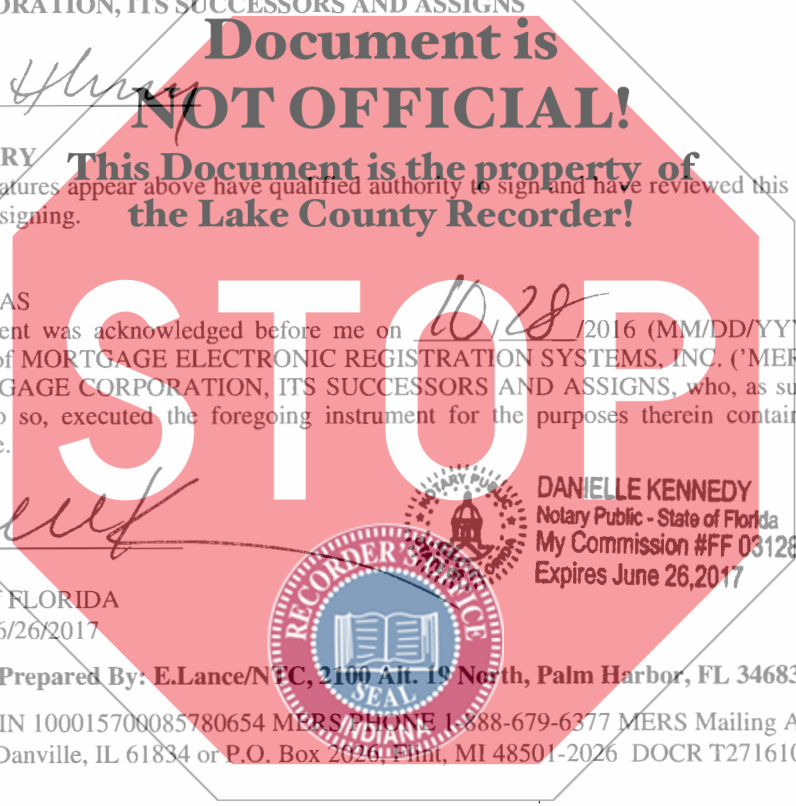 ORATION, ITS SUCCESSORS AND ASSIGNS
Document is
NOT OFFICIAL!
RY
This Document is the property of
atures appear above have qualified authority to sign and have reviewed this
signing.
the Lake County Recorder!
AS
ent was acknowledged before me on 10/28/2016 (MM/DD/YYY
of MORTGAGE ELECTRONIC REGISTRATION SYSTEMS, INC. ('MER
GAGE CORPORATION, ITS SUCCESSORS AND ASSIGNS, who, as su
o so, executed the foregoing instrument for the purposes therein contain
e.
STOP
NOTARY PUBLIC
DANIELLE KENNEDY
Notary Public - State of Florida
My Commission #FF 03128
Expires June 26,2017
RECORDER'S OFFICE
SEAL
INDIANA
F FLORIDA
6/26/2017
Prepared By: E.Lance/NTC, 2100 Alt. 19 North, Palm Harbor, FL 34683
IN 100015700085780654 MERS PHONE 1-888-679-6377 MERS Mailing A
Danville, IL 61834 or P.O. Box 2026, Flint, MI 48501-2026 DOCR T271610